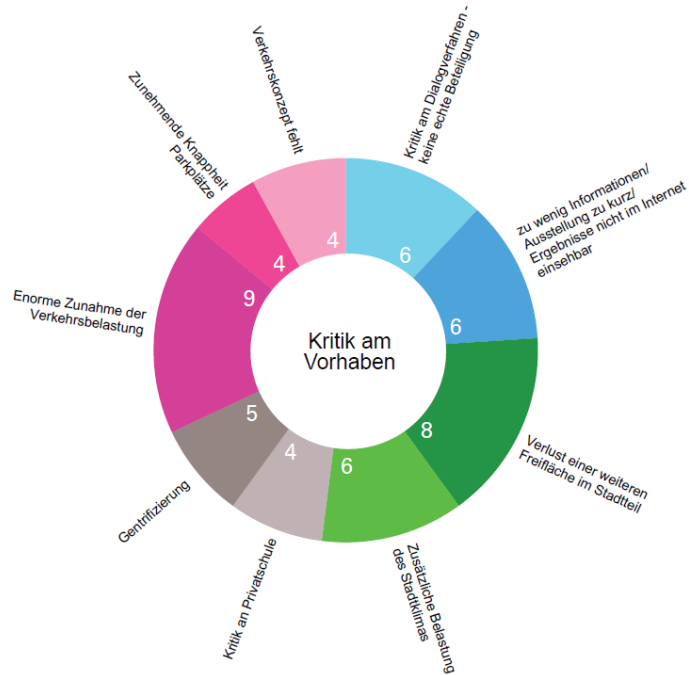 Kritik am
Vorhaben
Kritik am Dialogverfahren -
keine echte Beteiligung
6
zu wenig Informationen/
Ausstellung zu kurz/
Ergebnisse nicht im Internet
einsehbar
6
Verlust einer weiteren
Freifläche im Stadtteil
8
Zusätzliche Belastung
des Stadtklimas
6
Kritik an Privatschule
4
Gentrifizierung
5
Enorme Zunahme der
Verkehrsbelastung
9
Zunehmende Knappheit
Parkplätze
4
Verkehrskonzept fehlt
4